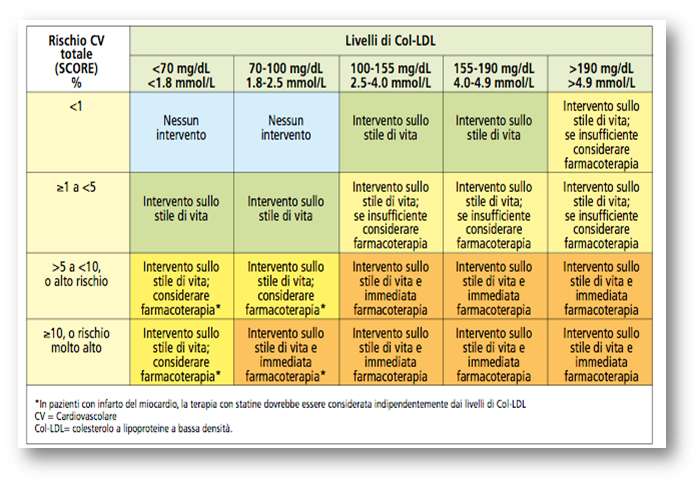 Rischio CV
totale
(SCORE)
%
Livelli di Col-LDL
<70 mg/dL
<1.8 mmol/L
70-100 mg/dL
1.8-2.5 mmol/L
100-155 mg/dL
2.5-4.0 mmol/L
155-190 mg/dL
4.0-4.9 mmol/L
>190 mg/dL
>4.9 mmol/L
<1
Nessun
intervento
Nessun
intervento
Intervento sullo
stile di vita
Intervento sullo
stile di vita
Intervento sullo
stile di vita;
se insufficiente
considerare
farmacoterapia
≥1 a <5
Intervento sullo
stile di vita
Intervento sullo
stile di vita
Intervento sullo
stile di vita;
se insufficiente
considerare
farmacoterapia
Intervento sullo
stile di vita;
se insufficiente
considerare
farmacoterapia
Intervento sullo
stile di vita;
se insufficiente
considerare
farmacoterapia
>5 a <10,
o alto rischio
Intervento sullo
stile di vita;
considerare
farmacoterapia*
Intervento sullo
stile di vita;
considerare
farmacoterapia*
Intervento sullo
stile di vita e
immediata
farmacoterapia
Intervento sullo
stile di vita e
immediata
farmacoterapia
Intervento sullo
stile di vita e
immediata
farmacoterapia
≥10, o rischio
molto alto
Intervento sullo
stile di vita;
considerare
farmacoterapia*
Intervento sullo
stile di vita e
immediata
farmacoterapia*
Intervento sullo
stile di vita e
immediata
farmacoterapia
Intervento sullo
stile di vita e
immediata
farmacoterapia
Intervento sullo
stile di vita e
immediata
farmacoterapia
*In pazienti con infarto del miocardio, la terapia con statine dovrebbe essere considerata indipendentemente dai livelli di Col-LDL
CV = Cardiovascolare
Col-LDL= colesterolo a lipoproteine a bassa densità.